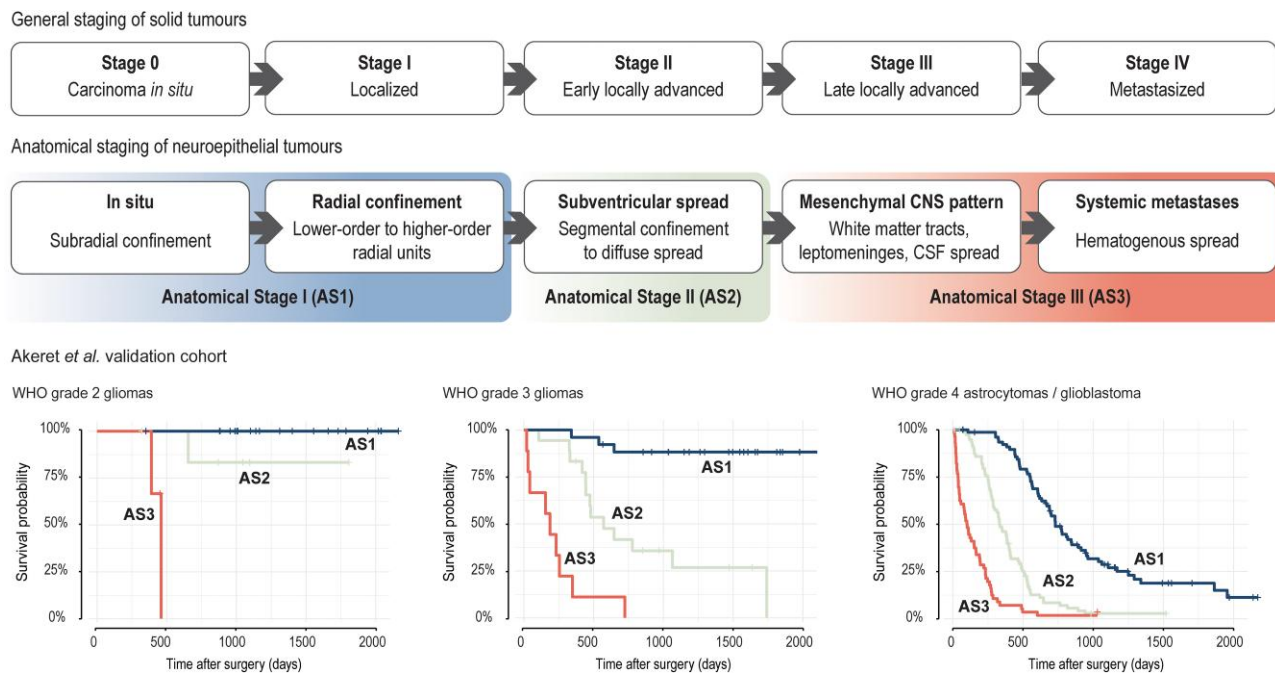 General staging of solid tumours
Stage 0
Carcinoma in situ
Stage I
Localized
Stage II
Early locally advanced
Stage III
Late locally advanced
Stage IV
Metastasized
Anatomical staging of neuroepithelial tumours
In situ
Subradial confinement
Radial confinement
Lower-order to higher-order
radial units
Subventricular spread
Segmental confinement
to diffuse spread
Mesenchymal CNS pattern
White matter tracts,
leptomeninges, CSF spread
Systemic metastases
Hematogenous spread
Anatomical Stage I (AS1)
Anatomical Stage II (AS2)
Anatomical Stage III (AS3)
Akeret et al. validation cohort
WHO grade 2 gliomas
Survival probability
100%
75%
50%
25%
0%
AS1
AS2
AS3
0 500 1000 1500 2000
Time after surgery (days)
WHO grade 3 gliomas
Survival probability
100%
75%
50%
25%
0%
AS1
AS2
AS3
0 500 1000 1500 2000
Time after surgery (days)
WHO grade 4 astrocytomas / glioblastoma
Survival probability
100%
75%
50%
25%
0%
AS1
AS2
AS3
0 500 1000 1500 2000
Time after surgery (days)